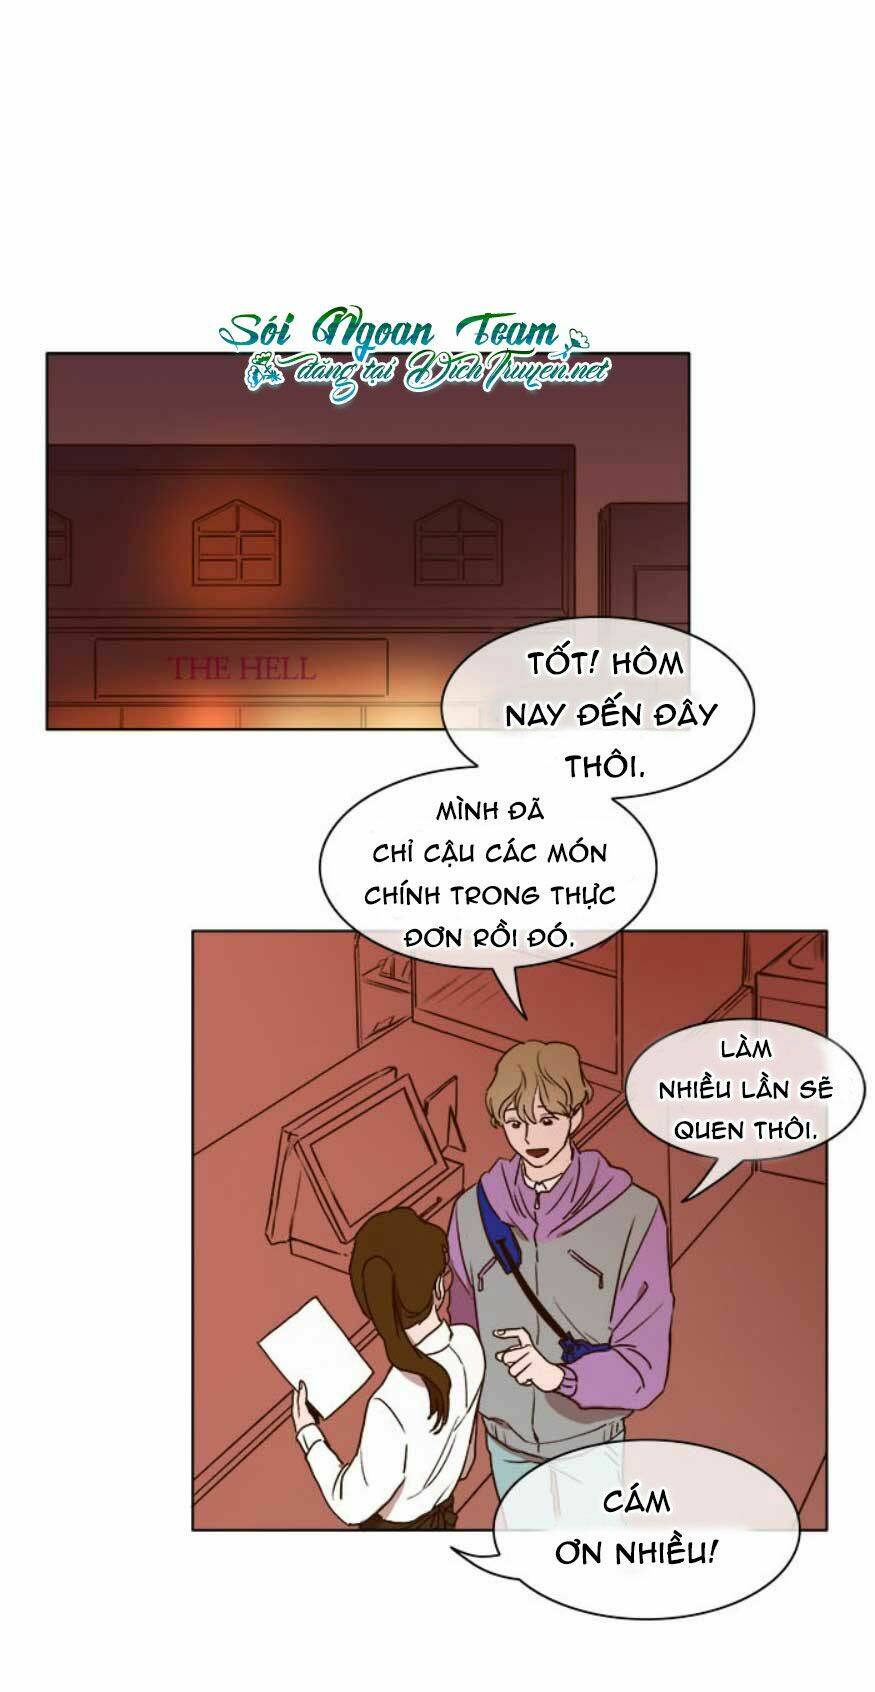 Sói Ngoan Team
đăng tại DichTruyen.net
THE HELL
TỐT! HÔM
NAY ĐẾN ĐÂY
THÔI.
MÌNH ĐÃ
CHỈ CẬU CÁC MÓN
CHÍNH TRONG THỰC
ĐƠN RỒI ĐÓ.
LÀM
NHIỀU LẦN SẼ
QUEN THÔI.
CÁM
ƠN NHIỀU!